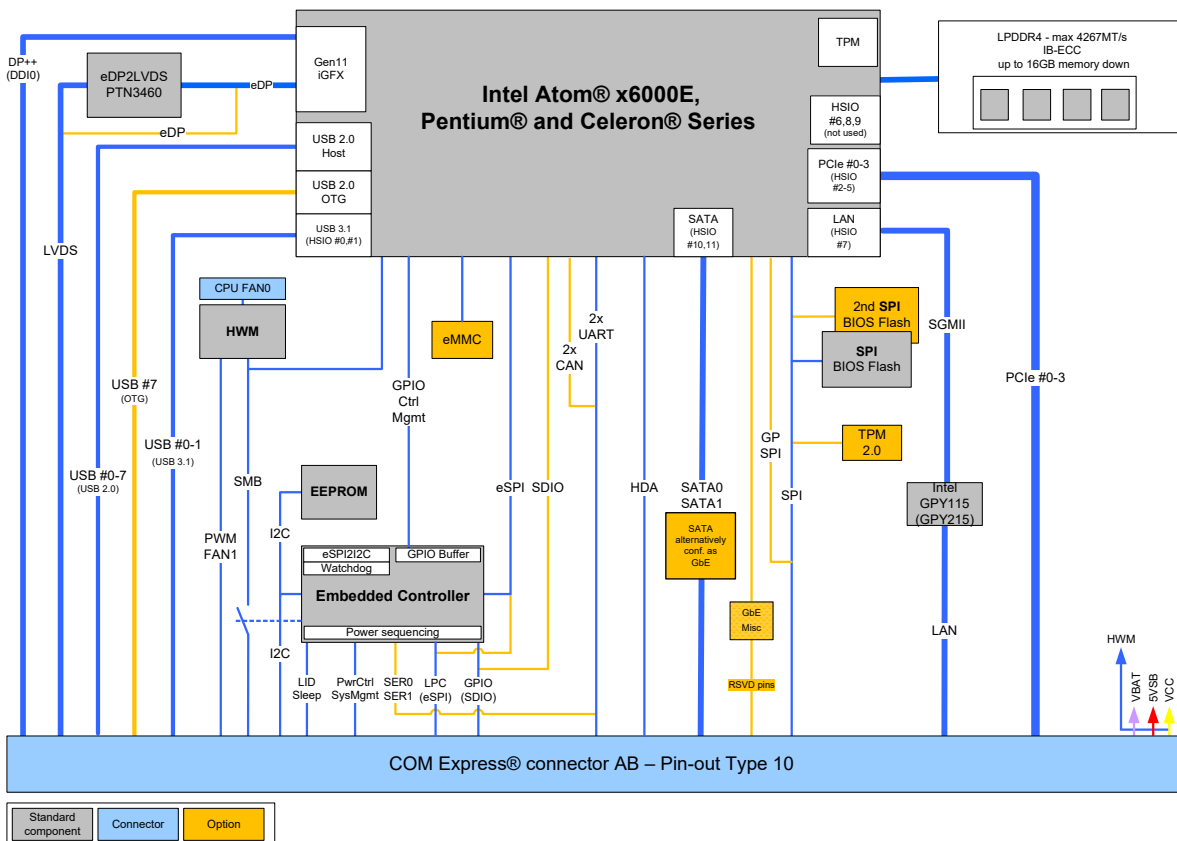 DP++
(DDI0)
eDP2LVDS
PTN3460
eDP
eDP
Gen11
iGFX
USB 2.0
Host
USB 2.0
OTG
USB 3.1
(HSIO #0,#1)
Intel Atom® x6000E,
Pentium® and Celeron® Series
TPM
HSIO
#6,8,9
(not used)
PCIe #0-3
(HSIO
#2-5)
LAN
(HSIO
#7)
SATA
(HSIO
#10,11)
LPDDR4 - max 4267MT/s
IB-ECC
up to 16GB memory down
LVDS
CPU FAN0
HWM
eMMC
2x
UART
2x
CAN
2nd SPI
BIOS Flash
SPI
BIOS Flash
SGMII
PCIe #0-3
USB #7
(OTG)
GPIO
Ctrl
Mgmt
USB #0-1
(USB 3.1)
USB #0-7
(USB 2.0)
SMB
EEPROM
eSPI
SDIO
HDA
SATA0
SATA1
GP
SPI
SPI
TPM
2.0
Intel
GPY115
(GPY215)
PWM
FAN1
I2C
eSPI2I2C
Watchdog
GPIO Buffer
Embedded Controller
Power sequencing
SATA
alternatively
conf. as
GbE
GbE
Misc
RSVD pins
LAN
I2C
LID
Sleep
PwrCtrl
SysMgmt
SER0
SER1
LPC
(eSPI)
GPIO
(SDIO)
HWM
VBAT
5VSB
VCC
COM Express® connector AB – Pin-out Type 10
Standard
component
Connector
Option